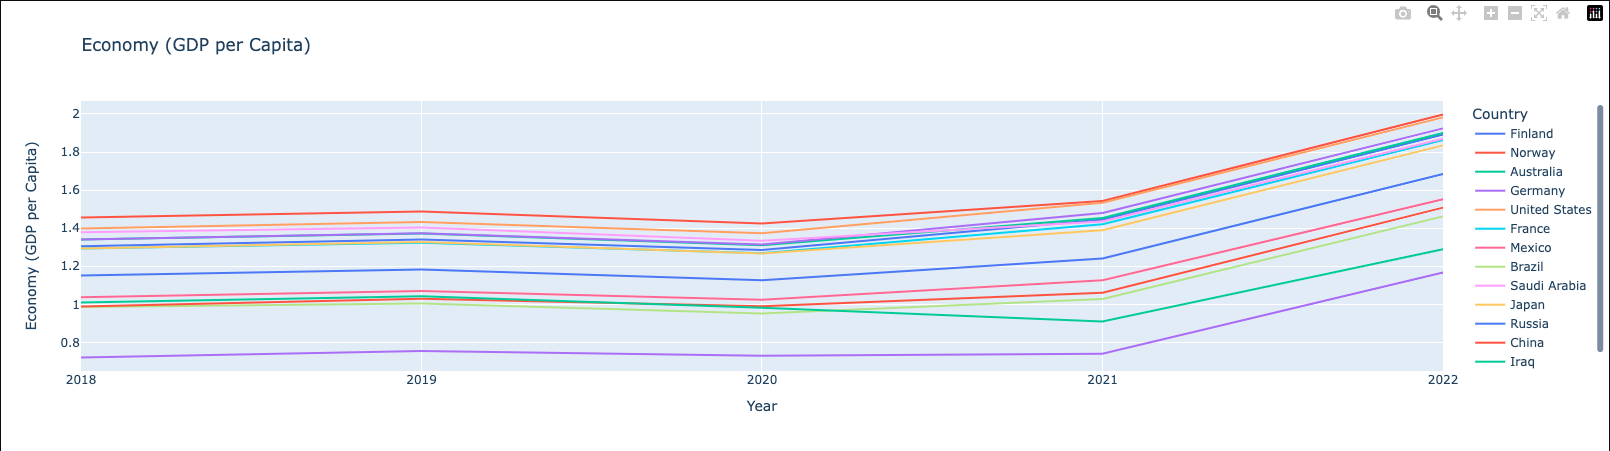 Economy (GDP per Capita)
Economy (GDP per Capita)
2
1.8
1.6
1.4
1.2
1
0.8
2018
2019
2020
2021
2022
Year
Country
Finland
Norway
Australia
Germany
United States
France
Mexico
Brazil
Saudi Arabia
Japan
Russia
China
Iraq